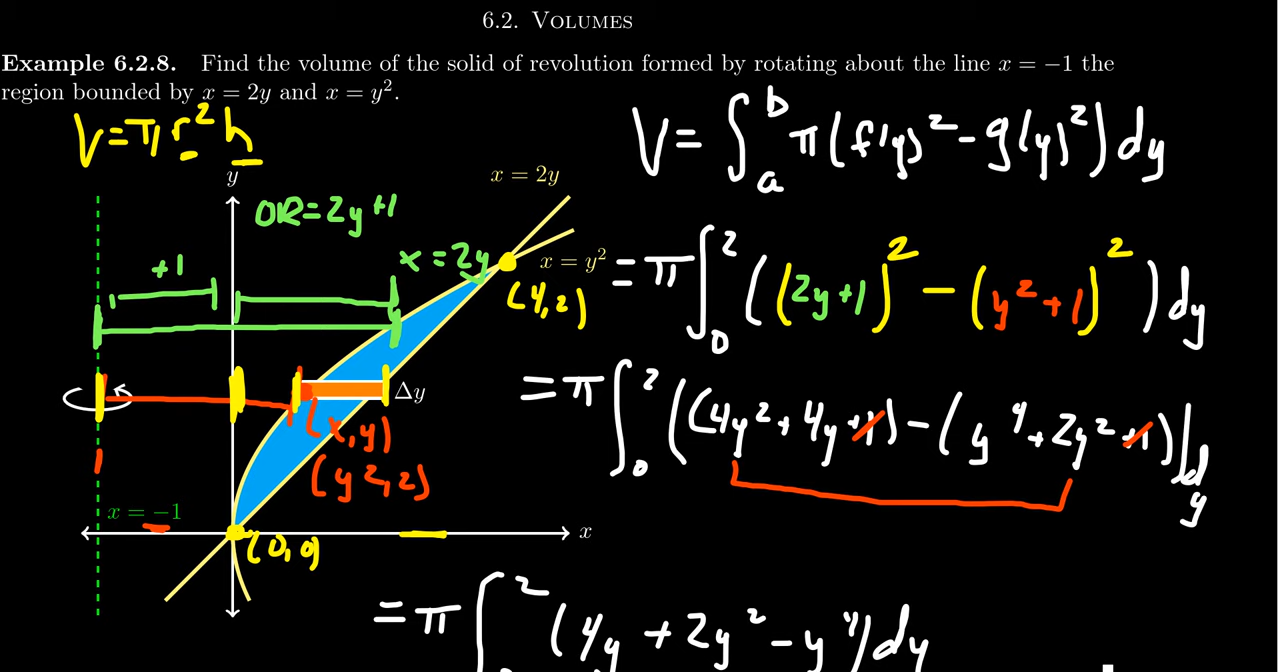 6.2. VOLUMES
Example 6.2.8. Find the volume of the solid of revolution formed by rotating about the line x = −1 the
region bounded by x = 2y and x = y².
V = π r² h
V = ∫ₐᵇ π (f(y)² − g(y)²) dy
y
x = 2y
OR = 2y +1
x = 2y
x = y²
+1
(4,2)
= π ∫₀² ((2y+1)² − (y²+1)²) dy
Δy
= π ∫₀² ((4y² + 4y +1) − (y⁴ + 2y² +1)) dy
(x,y)
(y²,2)
x = −1
x
(0,0)
= π ∫ ² (4y + 2y² − y⁴) dy